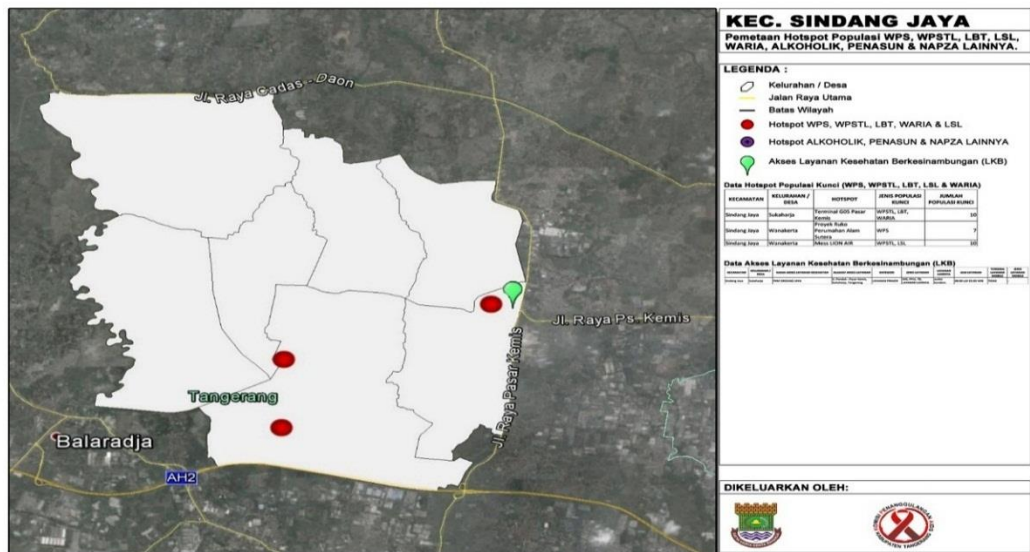 KEC. SINDANG JAYA
Pemetaan Hotspot Populasi WPS, WPSTL, LBT, LSL,
WARIA, ALKOHOLIK, PENASUN & NAPZA LAINNYA.
LEGENDA :
Kelurahan / Desa
Jalan Raya Utama
Batas Wilayah
Hotspot WPS, WPSTL, LBT, WARIA & LSL
Hotspot ALKOHOLIK, PENASUN & NAPZA LAINNYA
Akses Layanan Kesehatan Berkesinambungan (LKB)
Data Hotspot Populasi Kunci (WPS, WPSTL, LBT, LSL & WARIA)
KECAMATAN KELURAHAN / DESA HOTSPOT JENIS POPULASI KUNCI JUMLAH POPULASI KUNCI
Sindang Jaya Sukaharja Terminal G05 Pasar Kemis WPSTL, LBT, WARIA 10
Sindang Jaya Wanakerta Proyek Ruko Perumahan Alam Sutera WPS 7
Sindang Jaya Wanakerta Mess LION AIR WPSTL, LSL 10
Data Akses Layanan Kesehatan Berkesinambungan (LKB)
DIKELUARKAN OLEH:
Jl. Raya Cadas - Daon
Jl. Raya Ps. Kemis
Jl. Raya Pasar Kemis
Tangerang
Balaradja
AH2